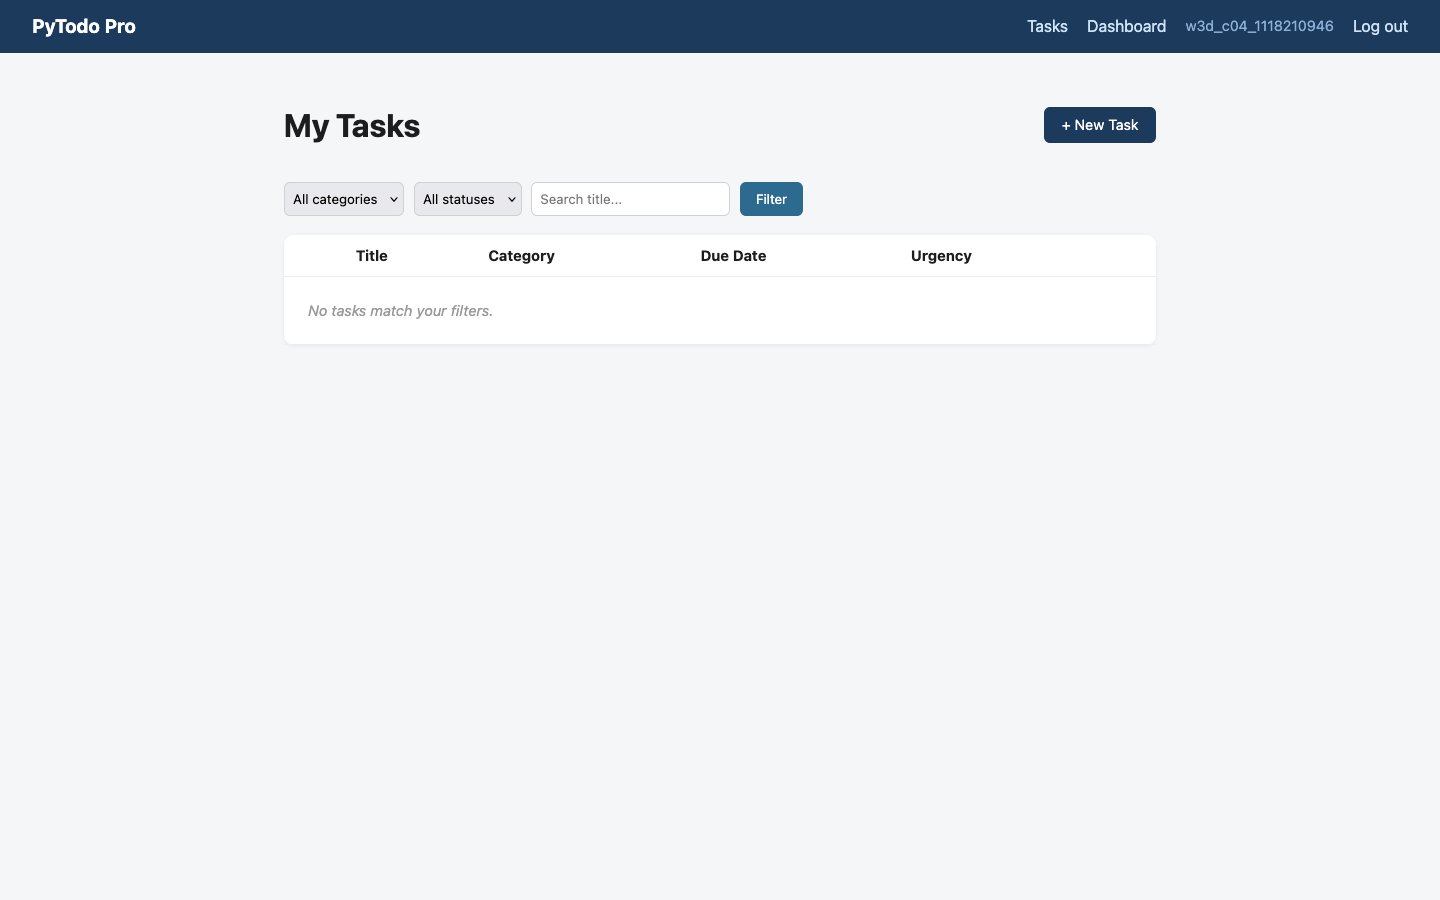 PyTodo Pro
Tasks Dashboard w3d_c04_1118210946 Log out
My Tasks
+ New Task
All categories All statuses Search title... Filter
Title Category Due Date Urgency
No tasks match your filters.